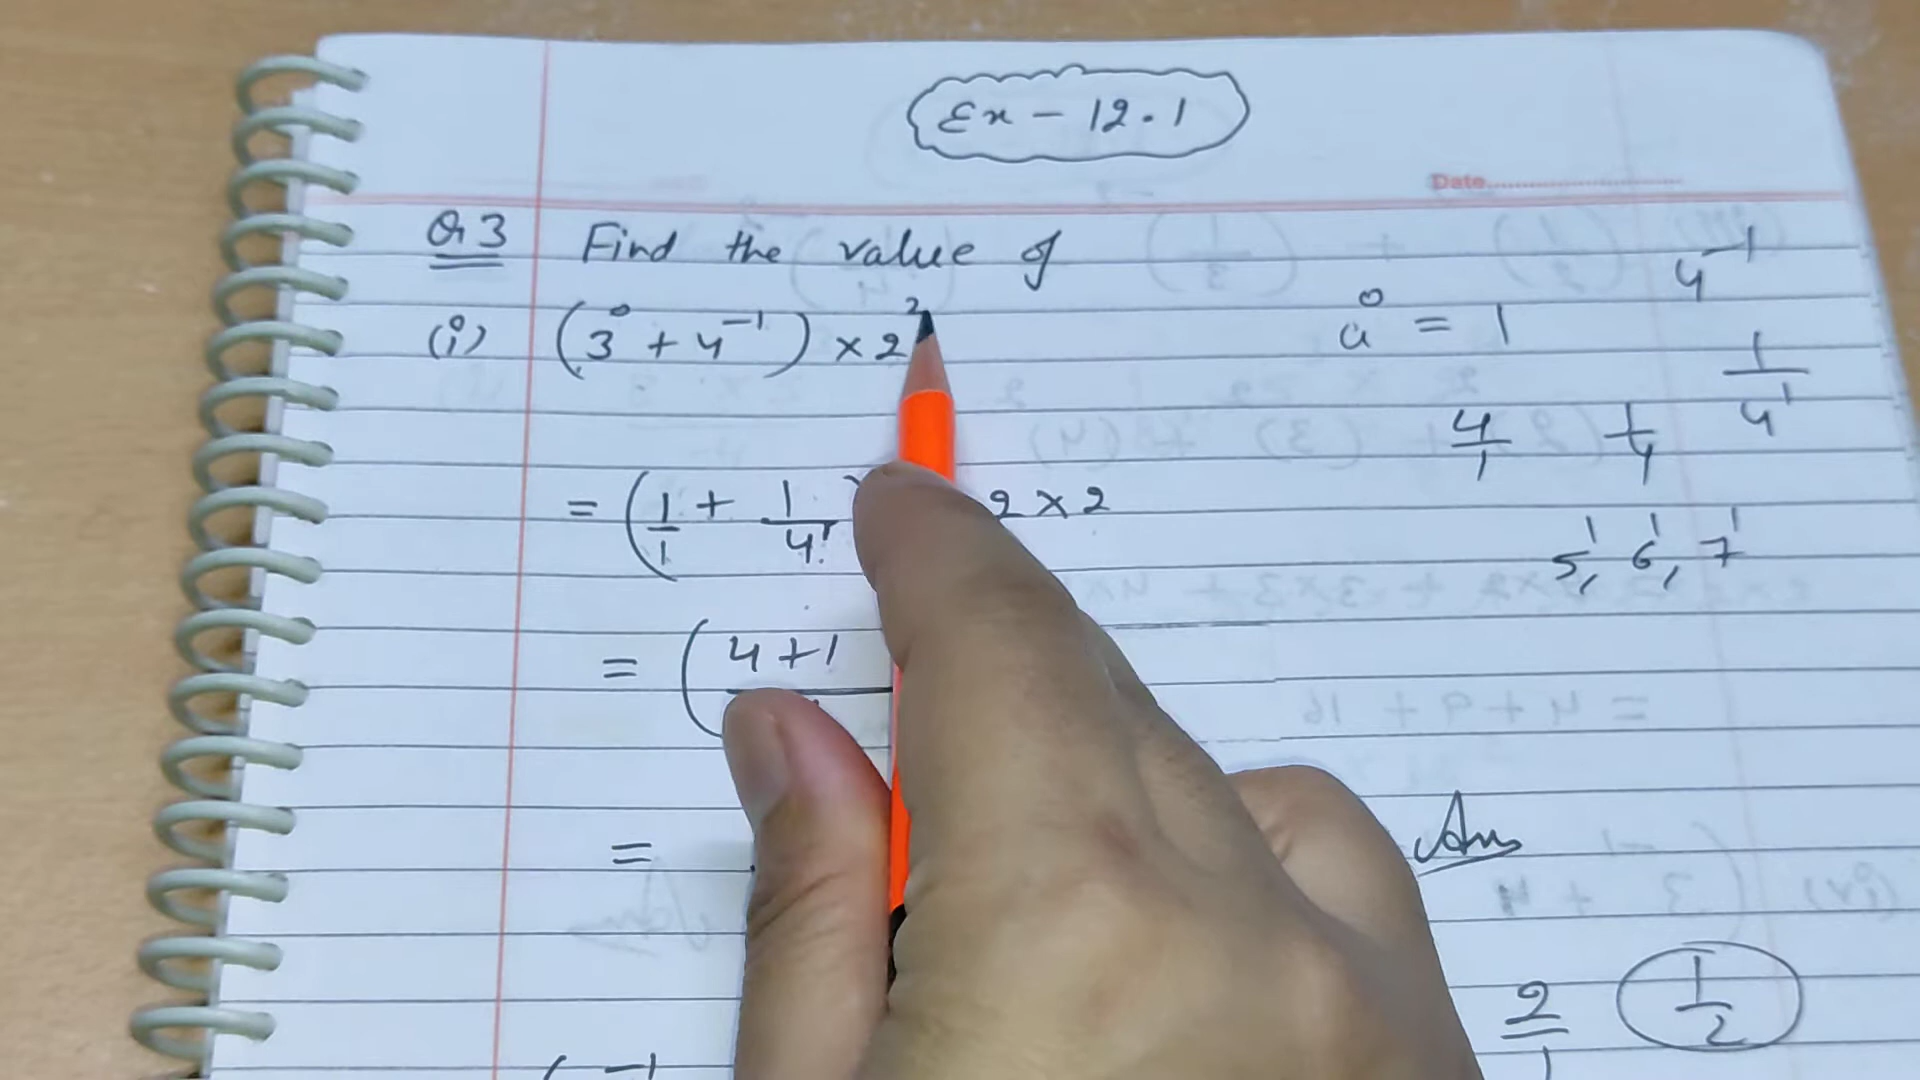 Ex - 12.1
Date
Q3 Find the value of
(i) (3⁰ + 4⁻¹) × 2²
a⁰ = 1
4⁻¹
1/4¹
4/1 1/4
= (1/1 + 1/4¹ 2 × 2
5¹, 6¹, 7¹
= (4+1
=
Ans
2/1 1/2